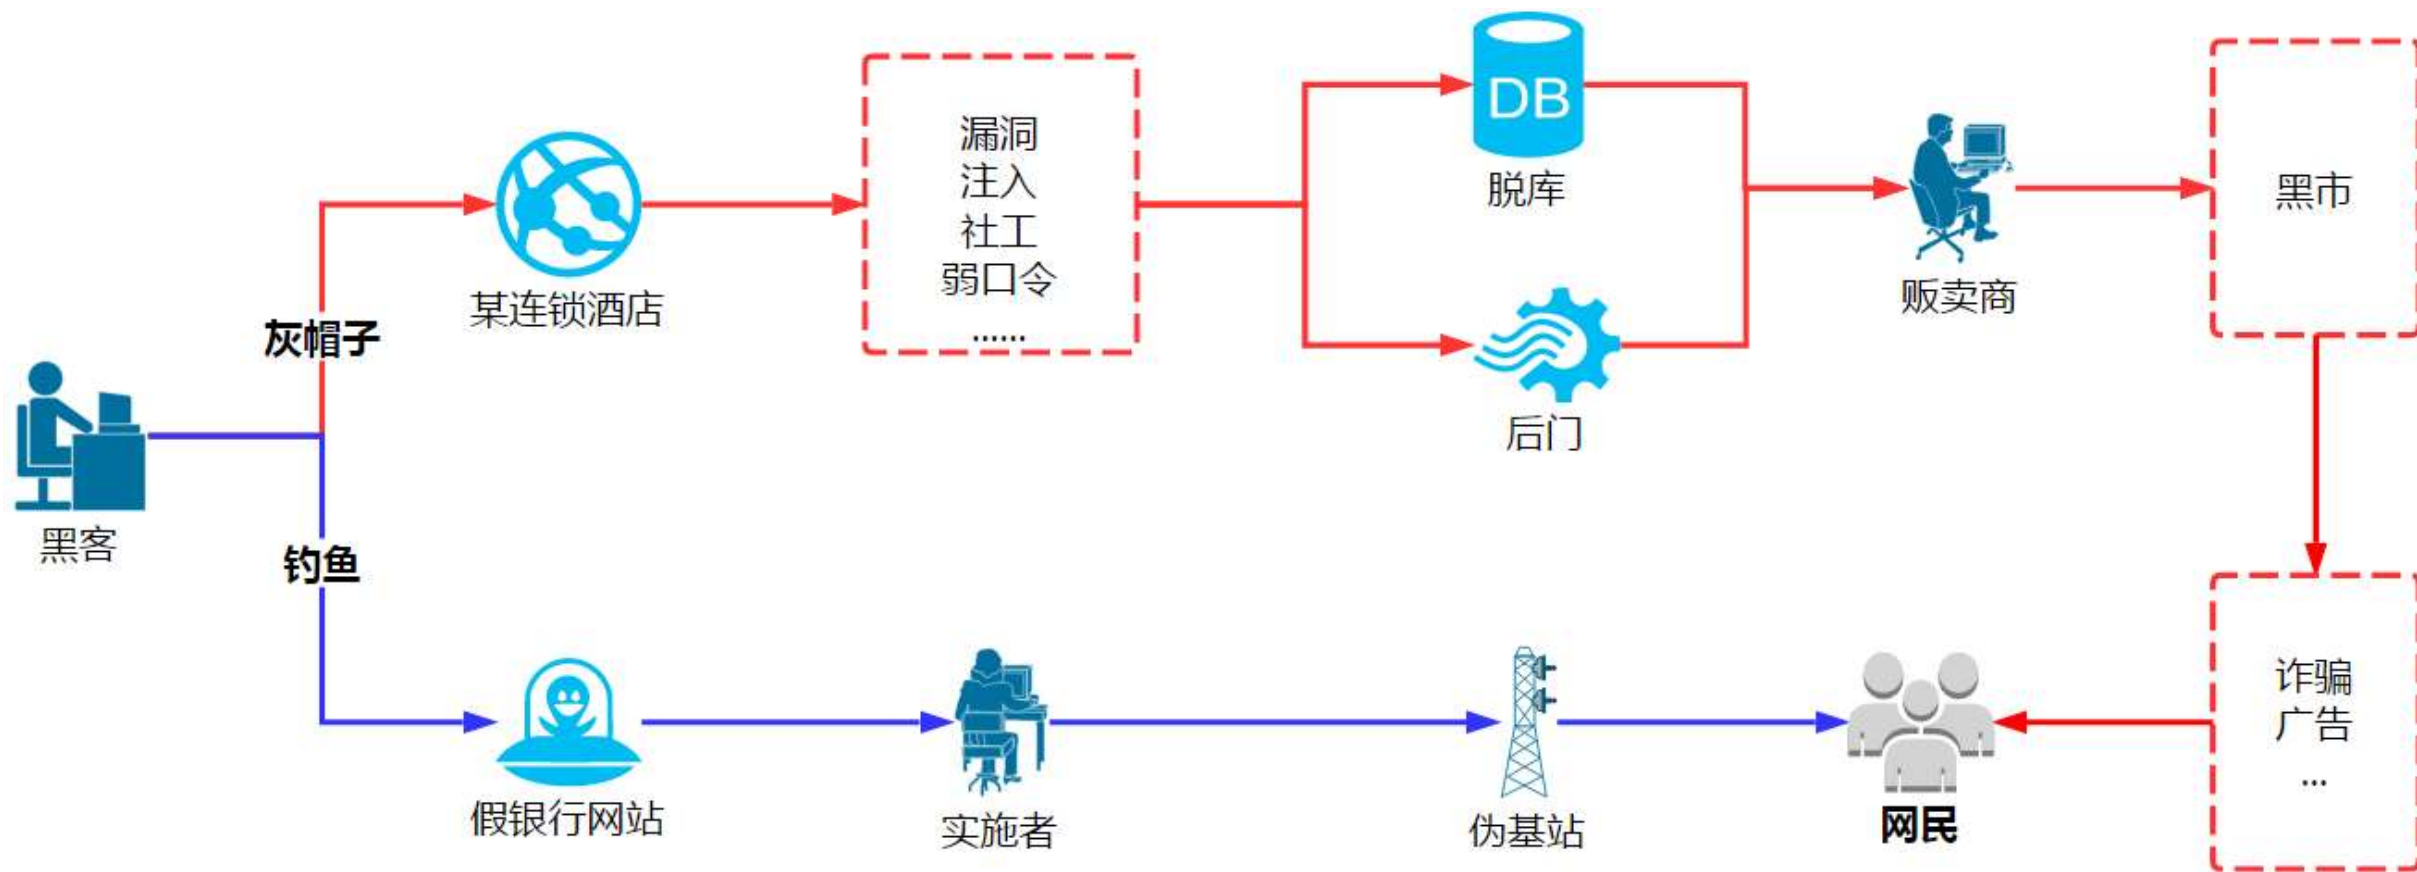 DB
漏洞
注入
社工
弱口令
......
脱库
黑市
某连锁酒店
贩卖商
灰帽子
后门
黑客
钓鱼
诈骗
广告
...
假银行网站
实施者
伪基站
网民